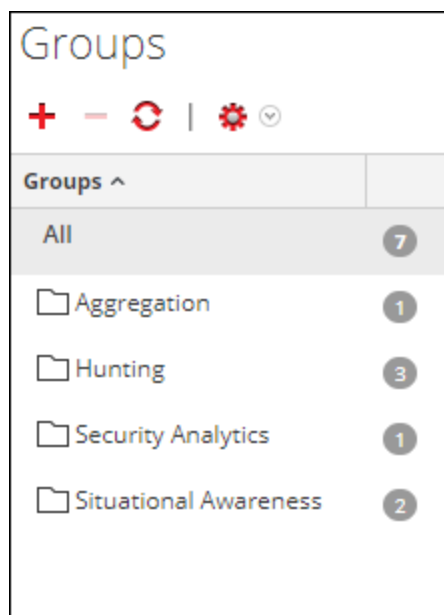 Groups
Groups
All 7
Aggregation 1
Hunting 3
Security Analytics 1
Situational Awareness 2